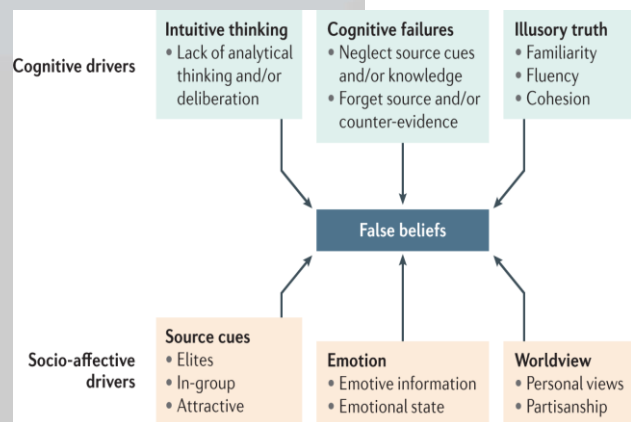 Cognitive drivers
Intuitive thinking
• Lack of analytical
thinking and/or
deliberation
Cognitive failures
• Neglect source cues
and/or knowledge
• Forget source and/or
counter-evidence
Illusory truth
• Familiarity
• Fluency
• Cohesion
False beliefs
Socio-affective
drivers
Source cues
• Elites
• In-group
• Attractive
Emotion
• Emotive information
• Emotional state
Worldview
• Personal views
• Partisanship